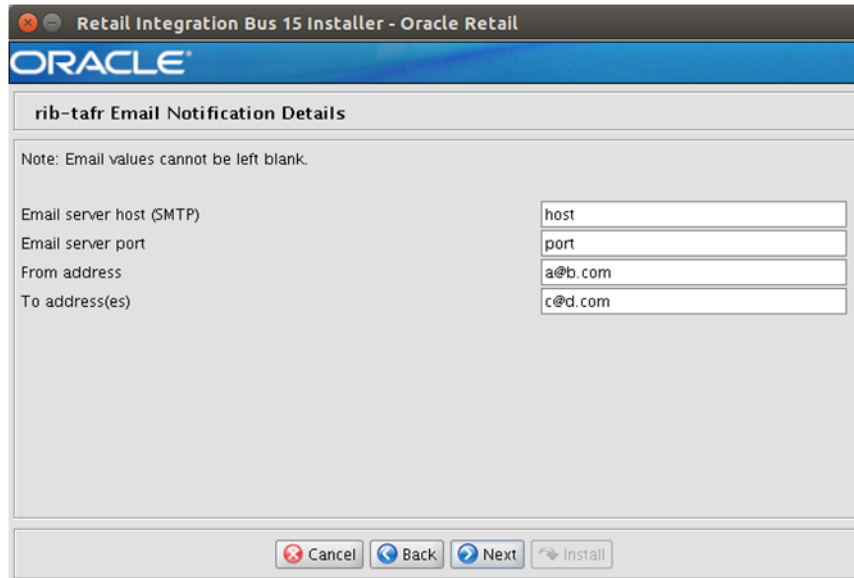 Retail Integration Bus 15 Installer - Oracle Retail
ORACLE®
rib-tafr Email Notification Details
Note: Email values cannot be left blank.
Email server host (SMTP) host
Email server port port
From address a@b.com
To address(es) c@d.com
Cancel Back Next Install